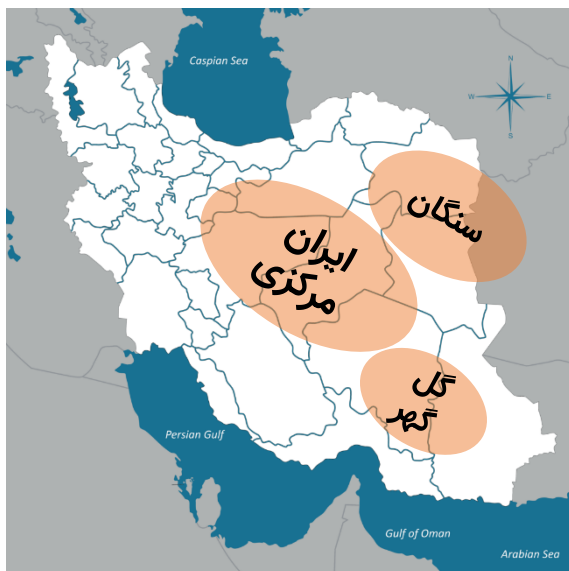 Caspian Sea
N
W
E
S
سنگان
ایران
مرکزی
گل
گهر
Persian Gulf
Gulf of Oman
Arabian Sea